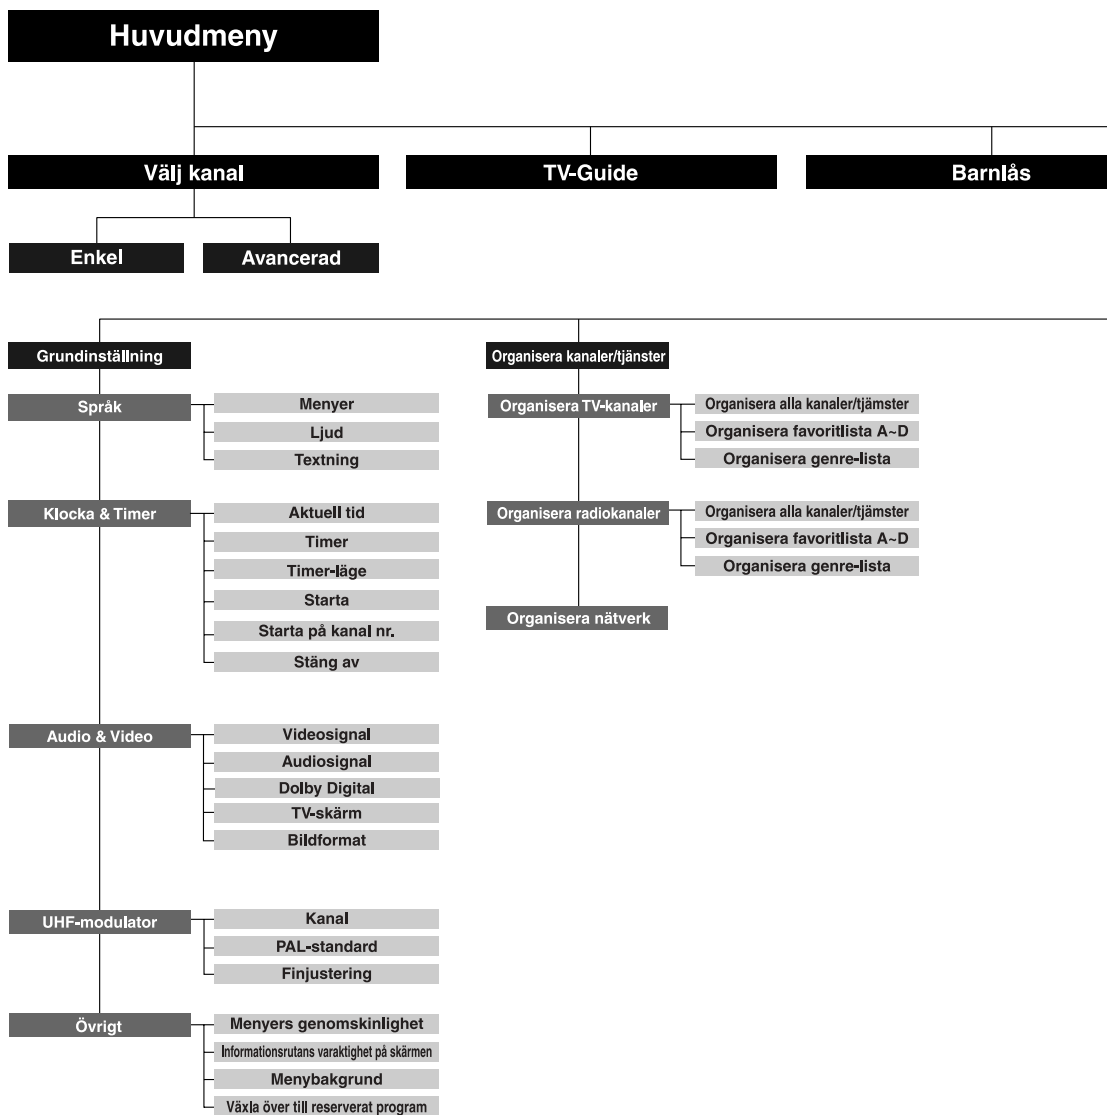 Huvudmeny
Välj kanal
TV-Guide
Barnlås
Enkel
Avancerad
Grundinställning
Språk
Menyer
Ljud
Textning
Klocka & Timer
Aktuell tid
Timer
Timer-läge
Starta
Starta på kanal nr.
Stäng av
Audio & Video
Videosignal
Audiosignal
Dolby Digital
TV-skärm
Bildformat
UHF-modulator
Kanal
PAL-standard
Finjustering
Övrigt
Menyers genomskinlighet
Informationsrutans varaktighet på skärmen
Menybakgrund
Växla över till reserverat program
Organisera kanaler/tjänster
Organisera TV-kanaler
Organisera alla kanaler/tjämster
Organisera favoritlista A~D
Organisera genre-lista
Organisera radiokanaler
Organisera alla kanaler/tjämster
Organisera favoritlista A~D
Organisera genre-lista
Organisera nätverk